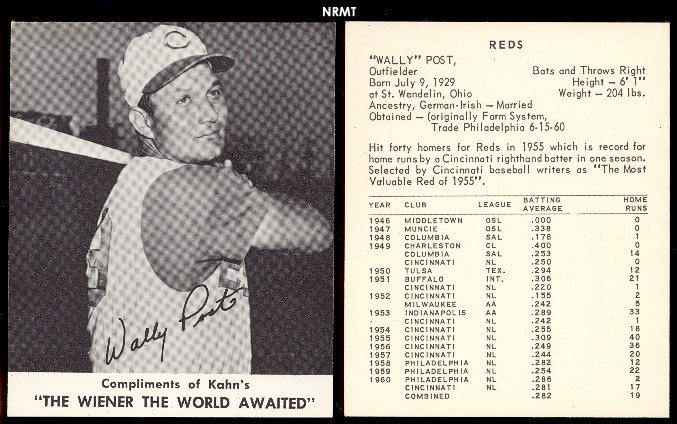 NRMT
C
Wally Post
Compliments of Kahn's
"THE WIENER THE WORLD AWAITED"
REDS
"WALLY" POST,
Outfielder Bats and Throws Right
Born July 9, 1929 Height — 6' 1"
at St. Wendelin, Ohio Weight — 204 lbs.
Ancestry, German-Irish — Married
Obtained — (originally Farm System,
Trade Philadelphia 6-15-60
Hit forty homers for Reds in 1955 which is record for
home runs by a Cincinnati righthand batter in one season.
Selected by Cincinnati baseball writers as "The Most
Valuable Red of 1955".
YEAR CLUB LEAGUE BATTING AVERAGE HOME RUNS
1946 MIDDLETOWN OSL .000 0
1947 MUNCIE OSL .338 0
1948 COLUMBIA SAL .178 1
1949 CHARLESTON CL .400 0
COLUMBIA SAL .253 14
CINCINNATI NL .250 0
1950 TULSA TEX. .294 12
1951 BUFFALO INT. .306 21
CINCINNATI NL .220 1
1952 CINCINNATI NL .155 2
MILWAUKEE AA .242 5
1953 INDIANAPOLIS AA .289 33
CINCINNATI NL .242 1
1954 CINCINNATI NL .255 18
1955 CINCINNATI NL .309 40
1956 CINCINNATI NL .249 36
1957 CINCINNATI NL .244 20
1958 PHILADELPHIA NL .282 12
1959 PHILADELPHIA NL .254 22
1960 PHILADELPHIA NL .286 2
CINCINNATI NL .281 17
COMBINED .282 19